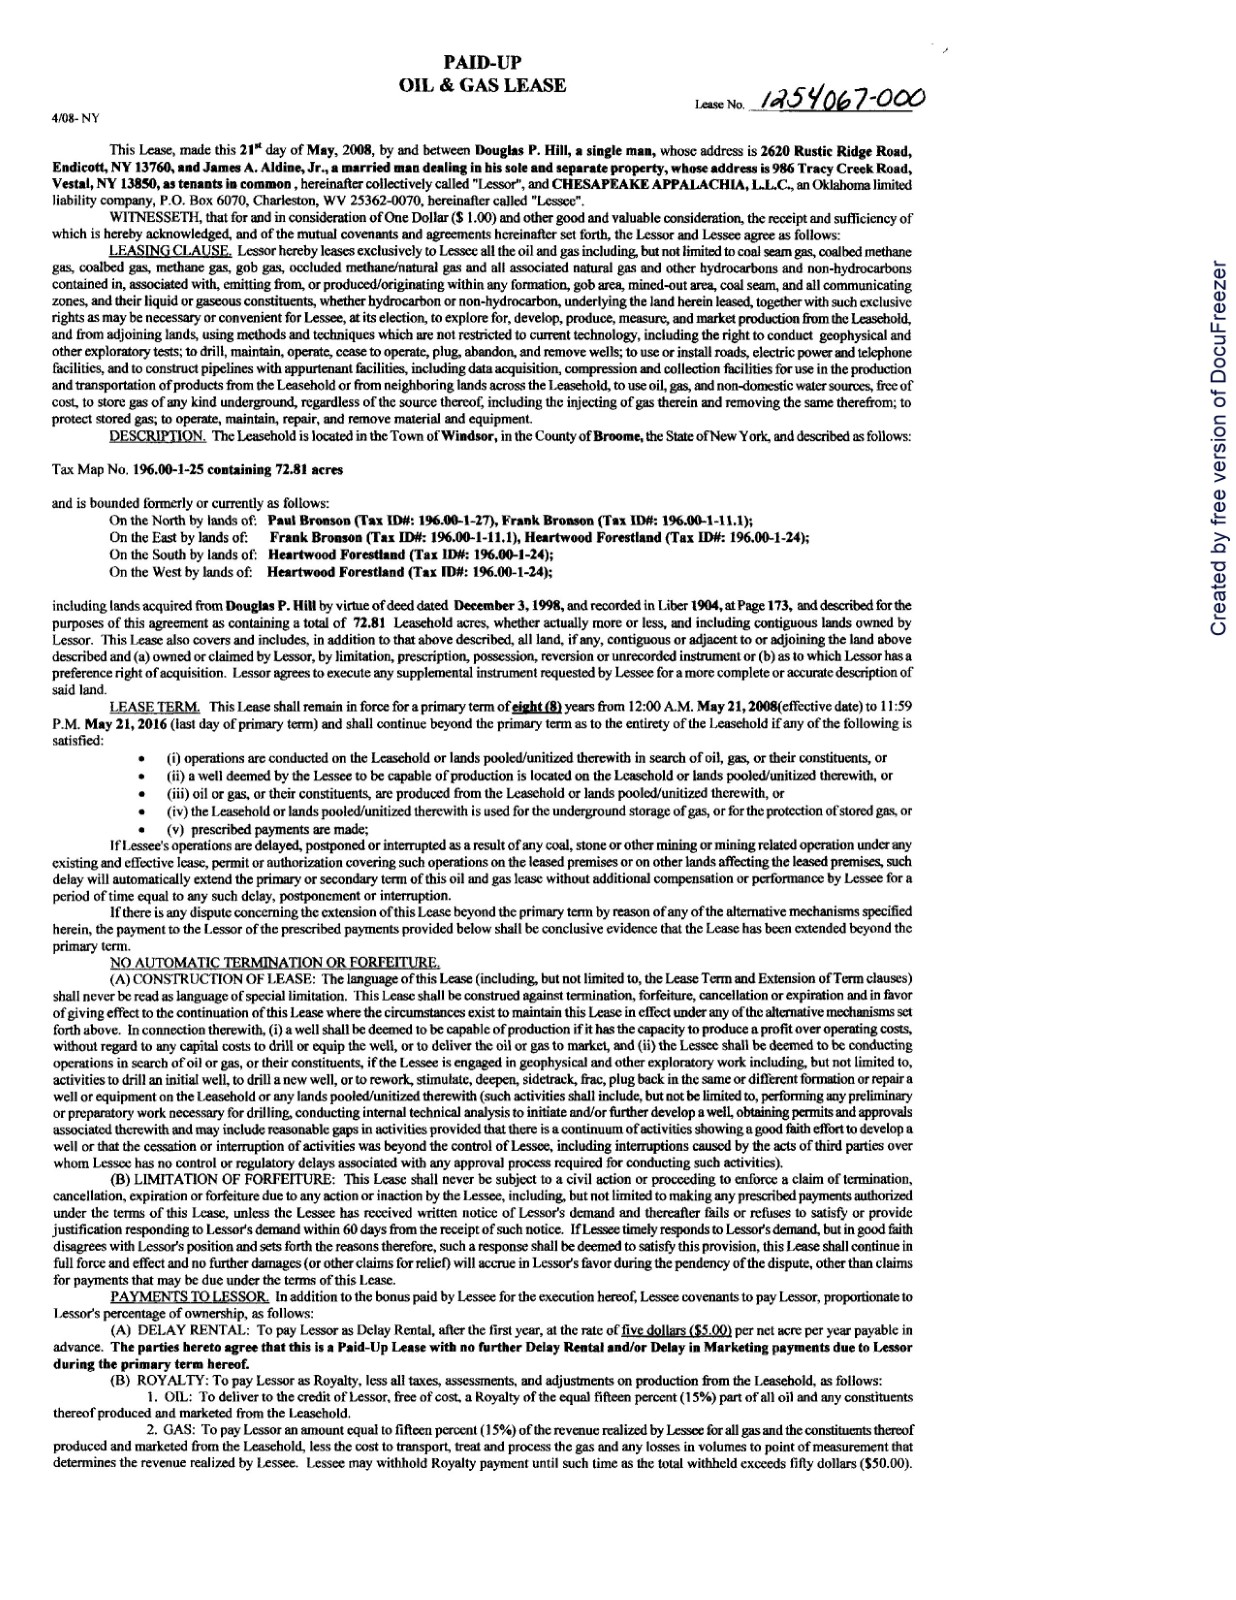 PAID-UP
OIL & GAS LEASE
Lease No. 1254067-000
4/08- NY
This Lease, made this 21st day of May, 2008, by and between Douglas P. Hill, a single man, whose address is 2620 Rustic Ridge Road,
Endicott, NY 13760, and James A. Aldine, Jr., a married man dealing in his sole and separate property, whose address is 986 Tracy Creek Road,
Vestal, NY 13850, as tenants in common , hereinafter collectively called "Lessor", and CHESAPEAKE APPALACHIA, L.L.C., an Oklahoma limited
liability company, P.O. Box 6070, Charleston, WV 25362-0070, hereinafter called "Lessee".
WITNESSETH, that for and in consideration of One Dollar ($ 1.00) and other good and valuable consideration, the receipt and sufficiency of
which is hereby acknowledged, and of the mutual covenants and agreements hereinafter set forth, the Lessor and Lessee agree as follows:
LEASING CLAUSE. Lessor hereby leases exclusively to Lessee all the oil and gas including, but not limited to coal seam gas, coalbed methane
gas, coalbed gas, methane gas, gob gas, occluded methane/natural gas and all associated natural gas and other hydrocarbons and non-hydrocarbons
contained in, associated with, emitting from, or produced/originating within any formation, gob area, mined-out area, coal seam, and all communicating
zones, and their liquid or gaseous constituents, whether hydrocarbon or non-hydrocarbon, underlying the land herein leased, together with such exclusive
rights as may be necessary or convenient for Lessee, at its election, to explore for, develop, produce, measure, and market production from the Leasehold,
and from adjoining lands, using methods and techniques which are not restricted to current technology, including the right to conduct geophysical and
other exploratory tests; to drill, maintain, operate, cease to operate, plug, abandon, and remove wells; to use or install roads, electric power and telephone
facilities, and to construct pipelines with appurtenant facilities, including data acquisition, compression and collection facilities for use in the production
and transportation of products from the Leasehold or from neighboring lands across the Leasehold, to use oil, gas, and non-domestic water sources, free of
cost, to store gas of any kind underground, regardless of the source thereof, including the injecting of gas therein and removing the same therefrom; to
protect stored gas; to operate, maintain, repair, and remove material and equipment.
DESCRIPTION. The Leasehold is located in the Town of Windsor, in the County of Broome, the State of New York, and described as follows:
Tax Map No. 196.00-1-25 containing 72.81 acres
and is bounded formerly or currently as follows:
On the North by lands of: Paul Bronson (Tax ID#: 196.00-1-27), Frank Bronson (Tax ID#: 196.00-1-11.1);
On the East by lands of: Frank Bronson (Tax ID#: 196.00-1-11.1), Heartwood Forestland (Tax ID#: 196.00-1-24);
On the South by lands of: Heartwood Forestland (Tax ID#: 196.00-1-24);
On the West by lands of: Heartwood Forestland (Tax ID#: 196.00-1-24);
including lands acquired from Douglas P. Hill by virtue of deed dated December 3, 1998, and recorded in Liber 1904, at Page 173, and described for the
purposes of this agreement as containing a total of 72.81 Leasehold acres, whether actually more or less, and including contiguous lands owned by
Lessor. This Lease also covers and includes, in addition to that above described, all land, if any, contiguous or adjacent to or adjoining the land above
described and (a) owned or claimed by Lessor, by limitation, prescription, possession, reversion or unrecorded instrument or (b) as to which Lessor has a
preference right of acquisition. Lessor agrees to execute any supplemental instrument requested by Lessee for a more complete or accurate description of
said land.
LEASE TERM. This Lease shall remain in force for a primary term of eight (8) years from 12:00 A.M. May 21, 2008(effective date) to 11:59
P.M. May 21, 2016 (last day of primary term) and shall continue beyond the primary term as to the entirety of the Leasehold if any of the following is
satisfied:
• (i) operations are conducted on the Leasehold or lands pooled/unitized therewith in search of oil, gas, or their constituents, or
• (ii) a well deemed by the Lessee to be capable of production is located on the Leasehold or lands pooled/unitized therewith, or
• (iii) oil or gas, or their constituents, are produced from the Leasehold or lands pooled/unitized therewith, or
• (iv) the Leasehold or lands pooled/unitized therewith is used for the underground storage of gas, or for the protection of stored gas, or
• (v) prescribed payments are made;
If Lessee's operations are delayed, postponed or interrupted as a result of any coal, stone or other mining or mining related operation under any
existing and effective lease, permit or authorization covering such operations on the leased premises or on other lands affecting the leased premises, such
delay will automatically extend the primary or secondary term of this oil and gas lease without additional compensation or performance by Lessee for a
period of time equal to any such delay, postponement or interruption.
If there is any dispute concerning the extension of this Lease beyond the primary term by reason of any of the alternative mechanisms specified
herein, the payment to the Lessor of the prescribed payments provided below shall be conclusive evidence that the Lease has been extended beyond the
primary term.
NO AUTOMATIC TERMINATION OR FORFEITURE.
(A) CONSTRUCTION OF LEASE: The language of this Lease (including, but not limited to, the Lease Term and Extension of Term clauses)
shall never be read as language of special limitation. This Lease shall be construed against termination, forfeiture, cancellation or expiration and in favor
of giving effect to the continuation of this Lease where the circumstances exist to maintain this Lease in effect under any of the alternative mechanisms set
forth above. In connection therewith, (i) a well shall be deemed to be capable of production if it has the capacity to produce a profit over operating costs,
without regard to any capital costs to drill or equip the well, or to deliver the oil or gas to market, and (ii) the Lessee shall be deemed to be conducting
operations in search of oil or gas, or their constituents, if the Lessee is engaged in geophysical and other exploratory work including, but not limited to,
activities to drill an initial well, to drill a new well, or to rework, stimulate, deepen, sidetrack, frac, plug back in the same or different formation or repair a
well or equipment on the Leasehold or any lands pooled/unitized therewith (such activities shall include, but not be limited to, performing any preliminary
or preparatory work necessary for drilling, conducting internal technical analysis to initiate and/or further develop a well, obtaining permits and approvals
associated therewith and may include reasonable gaps in activities provided that there is a continuum of activities showing a good faith effort to develop a
well or that the cessation or interruption of activities was beyond the control of Lessee, including interruptions caused by the acts of third parties over
whom Lessee has no control or regulatory delays associated with any approval process required for conducting such activities).
(B) LIMITATION OF FORFEITURE: This Lease shall never be subject to a civil action or proceeding to enforce a claim of termination,
cancellation, expiration or forfeiture due to any action or inaction by the Lessee, including, but not limited to making any prescribed payments authorized
under the terms of this Lease, unless the Lessee has received written notice of Lessor's demand and thereafter fails or refuses to satisfy or provide
justification responding to Lessor's demand within 60 days from the receipt of such notice. If Lessee timely responds to Lessor's demand, but in good faith
disagrees with Lessor's position and sets forth the reasons therefore, such a response shall be deemed to satisfy this provision, this Lease shall continue in
full force and effect and no further damages (or other claims for relief) will accrue in Lessor's favor during the pendency of the dispute, other than claims
for payments that may be due under the terms of this Lease.
PAYMENTS TO LESSOR. In addition to the bonus paid by Lessee for the execution hereof, Lessee covenants to pay Lessor, proportionate to
Lessor's percentage of ownership, as follows:
(A) DELAY RENTAL: To pay Lessor as Delay Rental, after the first year, at the rate of five dollars ($5.00) per net acre per year payable in
advance. The parties hereto agree that this is a Paid-Up Lease with no further Delay Rental and/or Delay in Marketing payments due to Lessor
during the primary term hereof.
(B) ROYALTY: To pay Lessor as Royalty, less all taxes, assessments, and adjustments on production from the Leasehold, as follows:
1. OIL: To deliver to the credit of Lessor, free of cost, a Royalty of the equal fifteen percent (15%) part of all oil and any constituents
thereof produced and marketed from the Leasehold.
2. GAS: To pay Lessor an amount equal to fifteen percent (15%) of the revenue realized by Lessee for all gas and the constituents thereof
produced and marketed from the Leasehold, less the cost to transport, treat and process the gas and any losses in volumes to point of measurement that
determines the revenue realized by Lessee. Lessee may withhold Royalty payment until such time as the total withheld exceeds fifty dollars ($50.00).
Created by free version of DocuFreezer